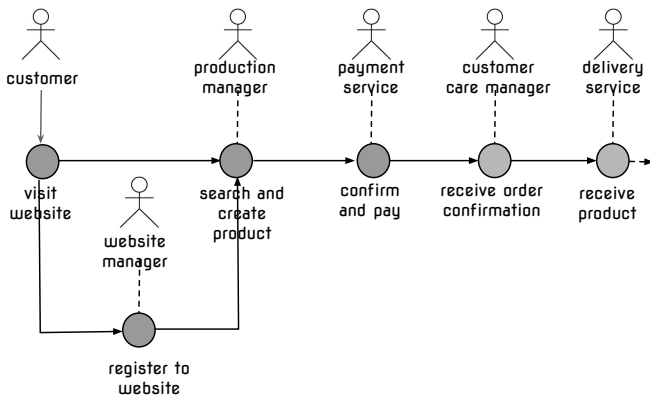 customer
production
manager
payment
service
customer
care manager
delivery
service
visit
website
search and
create
product
confirm
and pay
receive order
confirmation
receive
product
website
manager
register to
website